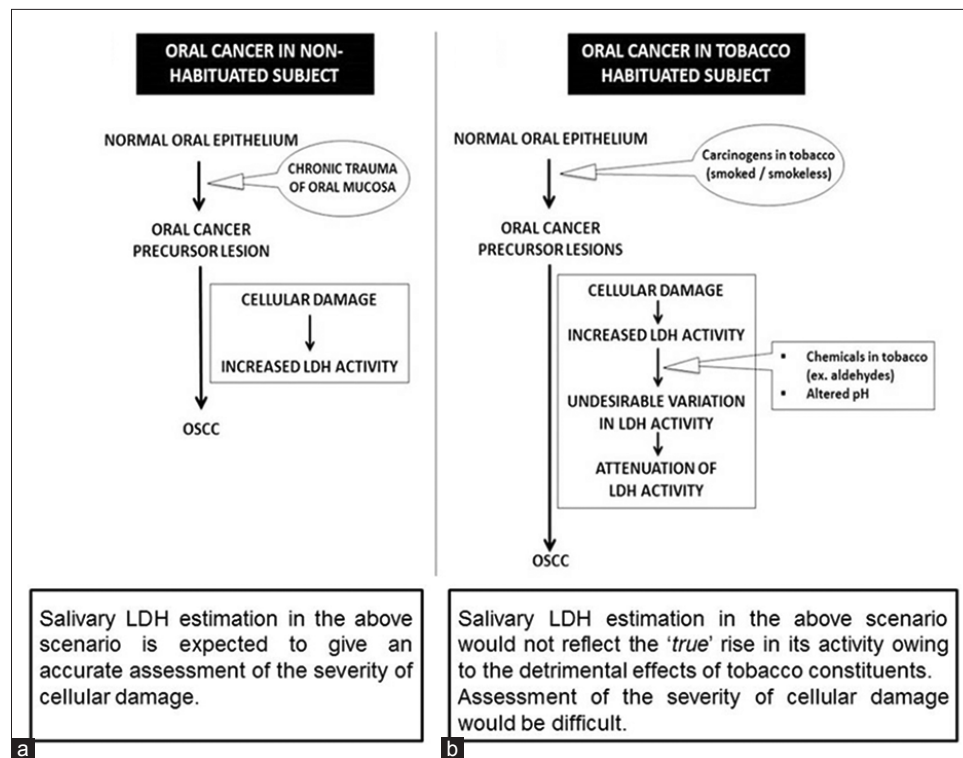 ORAL CANCER IN NON-
HABITUATED SUBJECT
NORMAL ORAL EPITHELIUM
CHRONIC TRAUMA
OF ORAL MUCOSA
ORAL CANCER
PRECURSOR LESION
CELLULAR DAMAGE
INCREASED LDH ACTIVITY
OSCC
Salivary LDH estimation in the above
scenario is expected to give an
accurate assessment of the severity of
cellular damage.
a
ORAL CANCER IN TOBACCO
HABITUATED SUBJECT
NORMAL ORAL EPITHELIUM
Carcinogens in tobacco
(smoked / smokeless)
ORAL CANCER
PRECURSOR LESIONS
CELLULAR DAMAGE
INCREASED LDH ACTIVITY
▪ Chemicals in tobacco
(ex. aldehydes)
▪ Altered pH
UNDESIRABLE VARIATION
IN LDH ACTIVITY
ATTENUATION OF
LDH ACTIVITY
OSCC
Salivary LDH estimation in the above scenario
would not reflect the ‘true’ rise in its activity owing
to the detrimental effects of tobacco constituents.
Assessment of the severity of cellular damage
would be difficult.
b